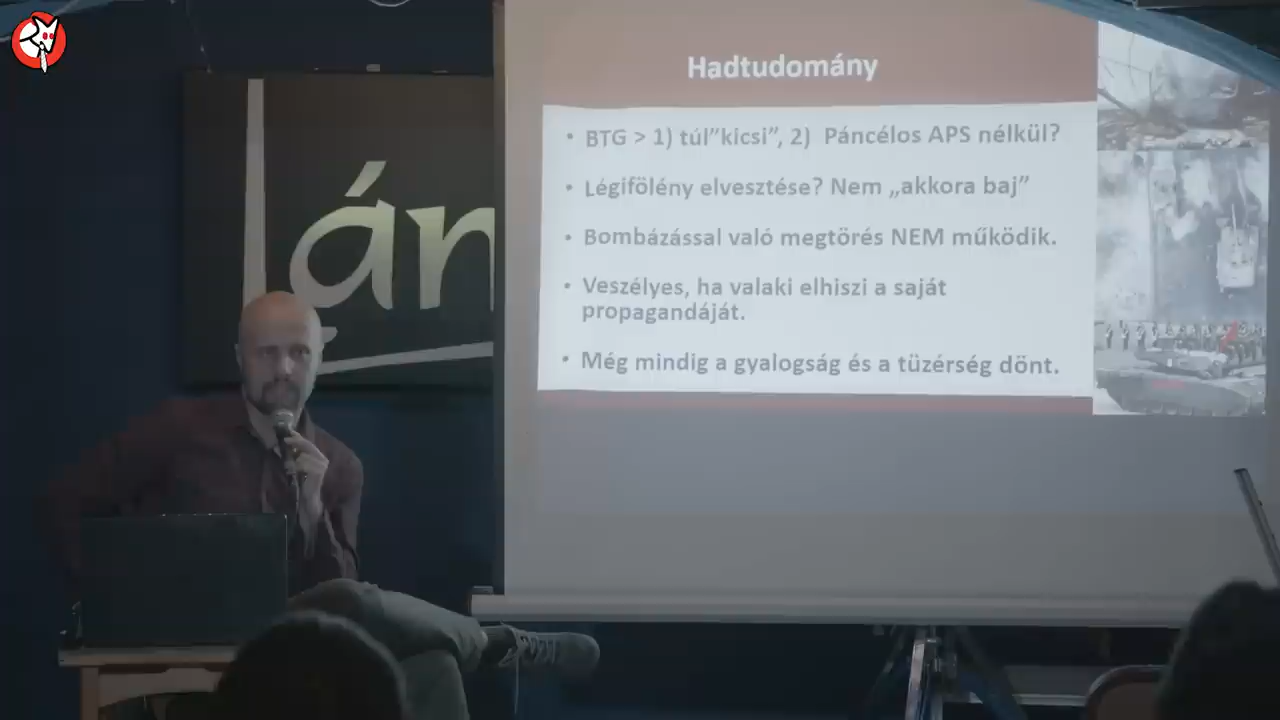 Hadtudomány
• BTG > 1) túl"kicsi", 2) Páncélos APS nélkül?
• Légifölény elvesztése? Nem „akkora baj”
• Bombázással való megtörés NEM működik.
• Veszélyes, ha valaki elhiszi a saját
propagandáját.
• Még mindig a gyalogság és a tüzérség dönt.
án